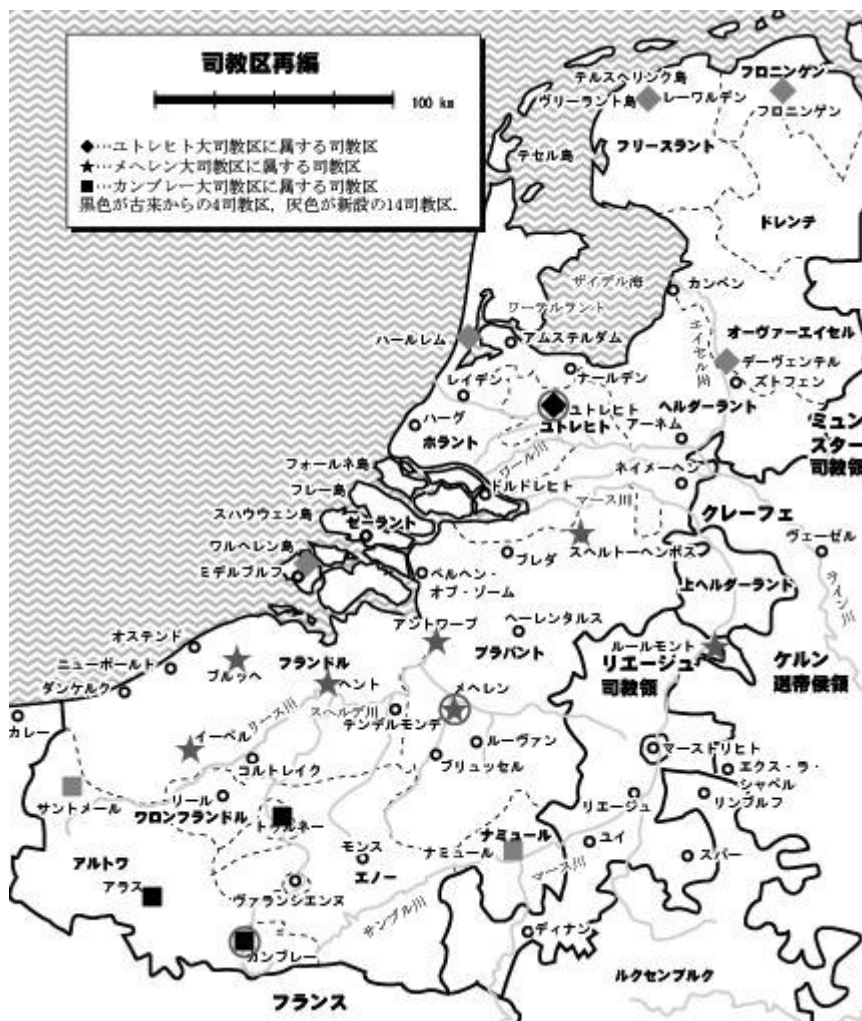 司教区再編
100 km
◆…ユトレヒト大司教区に属する司教区
★…メヘレン大司教区に属する司教区
■…カンブレー大司教区に属する司教区
黒色が古来からの4司教区, 灰色が新設の14司教区.
テルスヘリンク島
フロニンゲン
ヴリーラント島
レーワルデン
フロニンゲン
フリースラント
テセル島
ドレンテ
ザイデル海
カンペン
ワーテルラント
ハールレム
アムステルダム
エイセル川
オーヴァーエイセル
デーヴェンテル
ナールデン
ズトフェン
レイデン
ヘルダーラント
ユトレヒト
ユトレヒト
ハーグ
ホラント
アーネム
ミュン
スター
司教領
ワール川
フォールネ島
ネイメーヘン
フレー島
ドルドレヒト
マース川
スハウウェン島
ゼーラント
クレーフェ
ワルヘレン島
スヘルトーヘンボス
ヴェーゼル
ブレダ
ミデルブルフ
ベルヘン・
オプ・ゾーム
上ヘルダーランド
ライン川
アントワープ
ヘーレンタルス
オステンド
ブラバント
ルールモント
ニューポールト
ブルッヘ
フランドル
リエージュ
司教領
ケルン
選帝侯領
ダンケルク
ヘント
メヘレン
スヘルデ川
リース川
テンデルモンデ
カレー
イーペル
ルーヴァン
マーストリヒト
コルトレイク
ブリュッセル
エクス・ラ・
シャペル
サントメール
リール
リエージュ
リンブルフ
ワロンフランドル
トゥルネー
ナミュール
モンス
ナミュール
ユイ
アルトワ
エノー
マース川
スパー
アラス
ヴァランシエンヌ
サンブル川
カンブレー
ディナン
ルクセンブルク
フランス